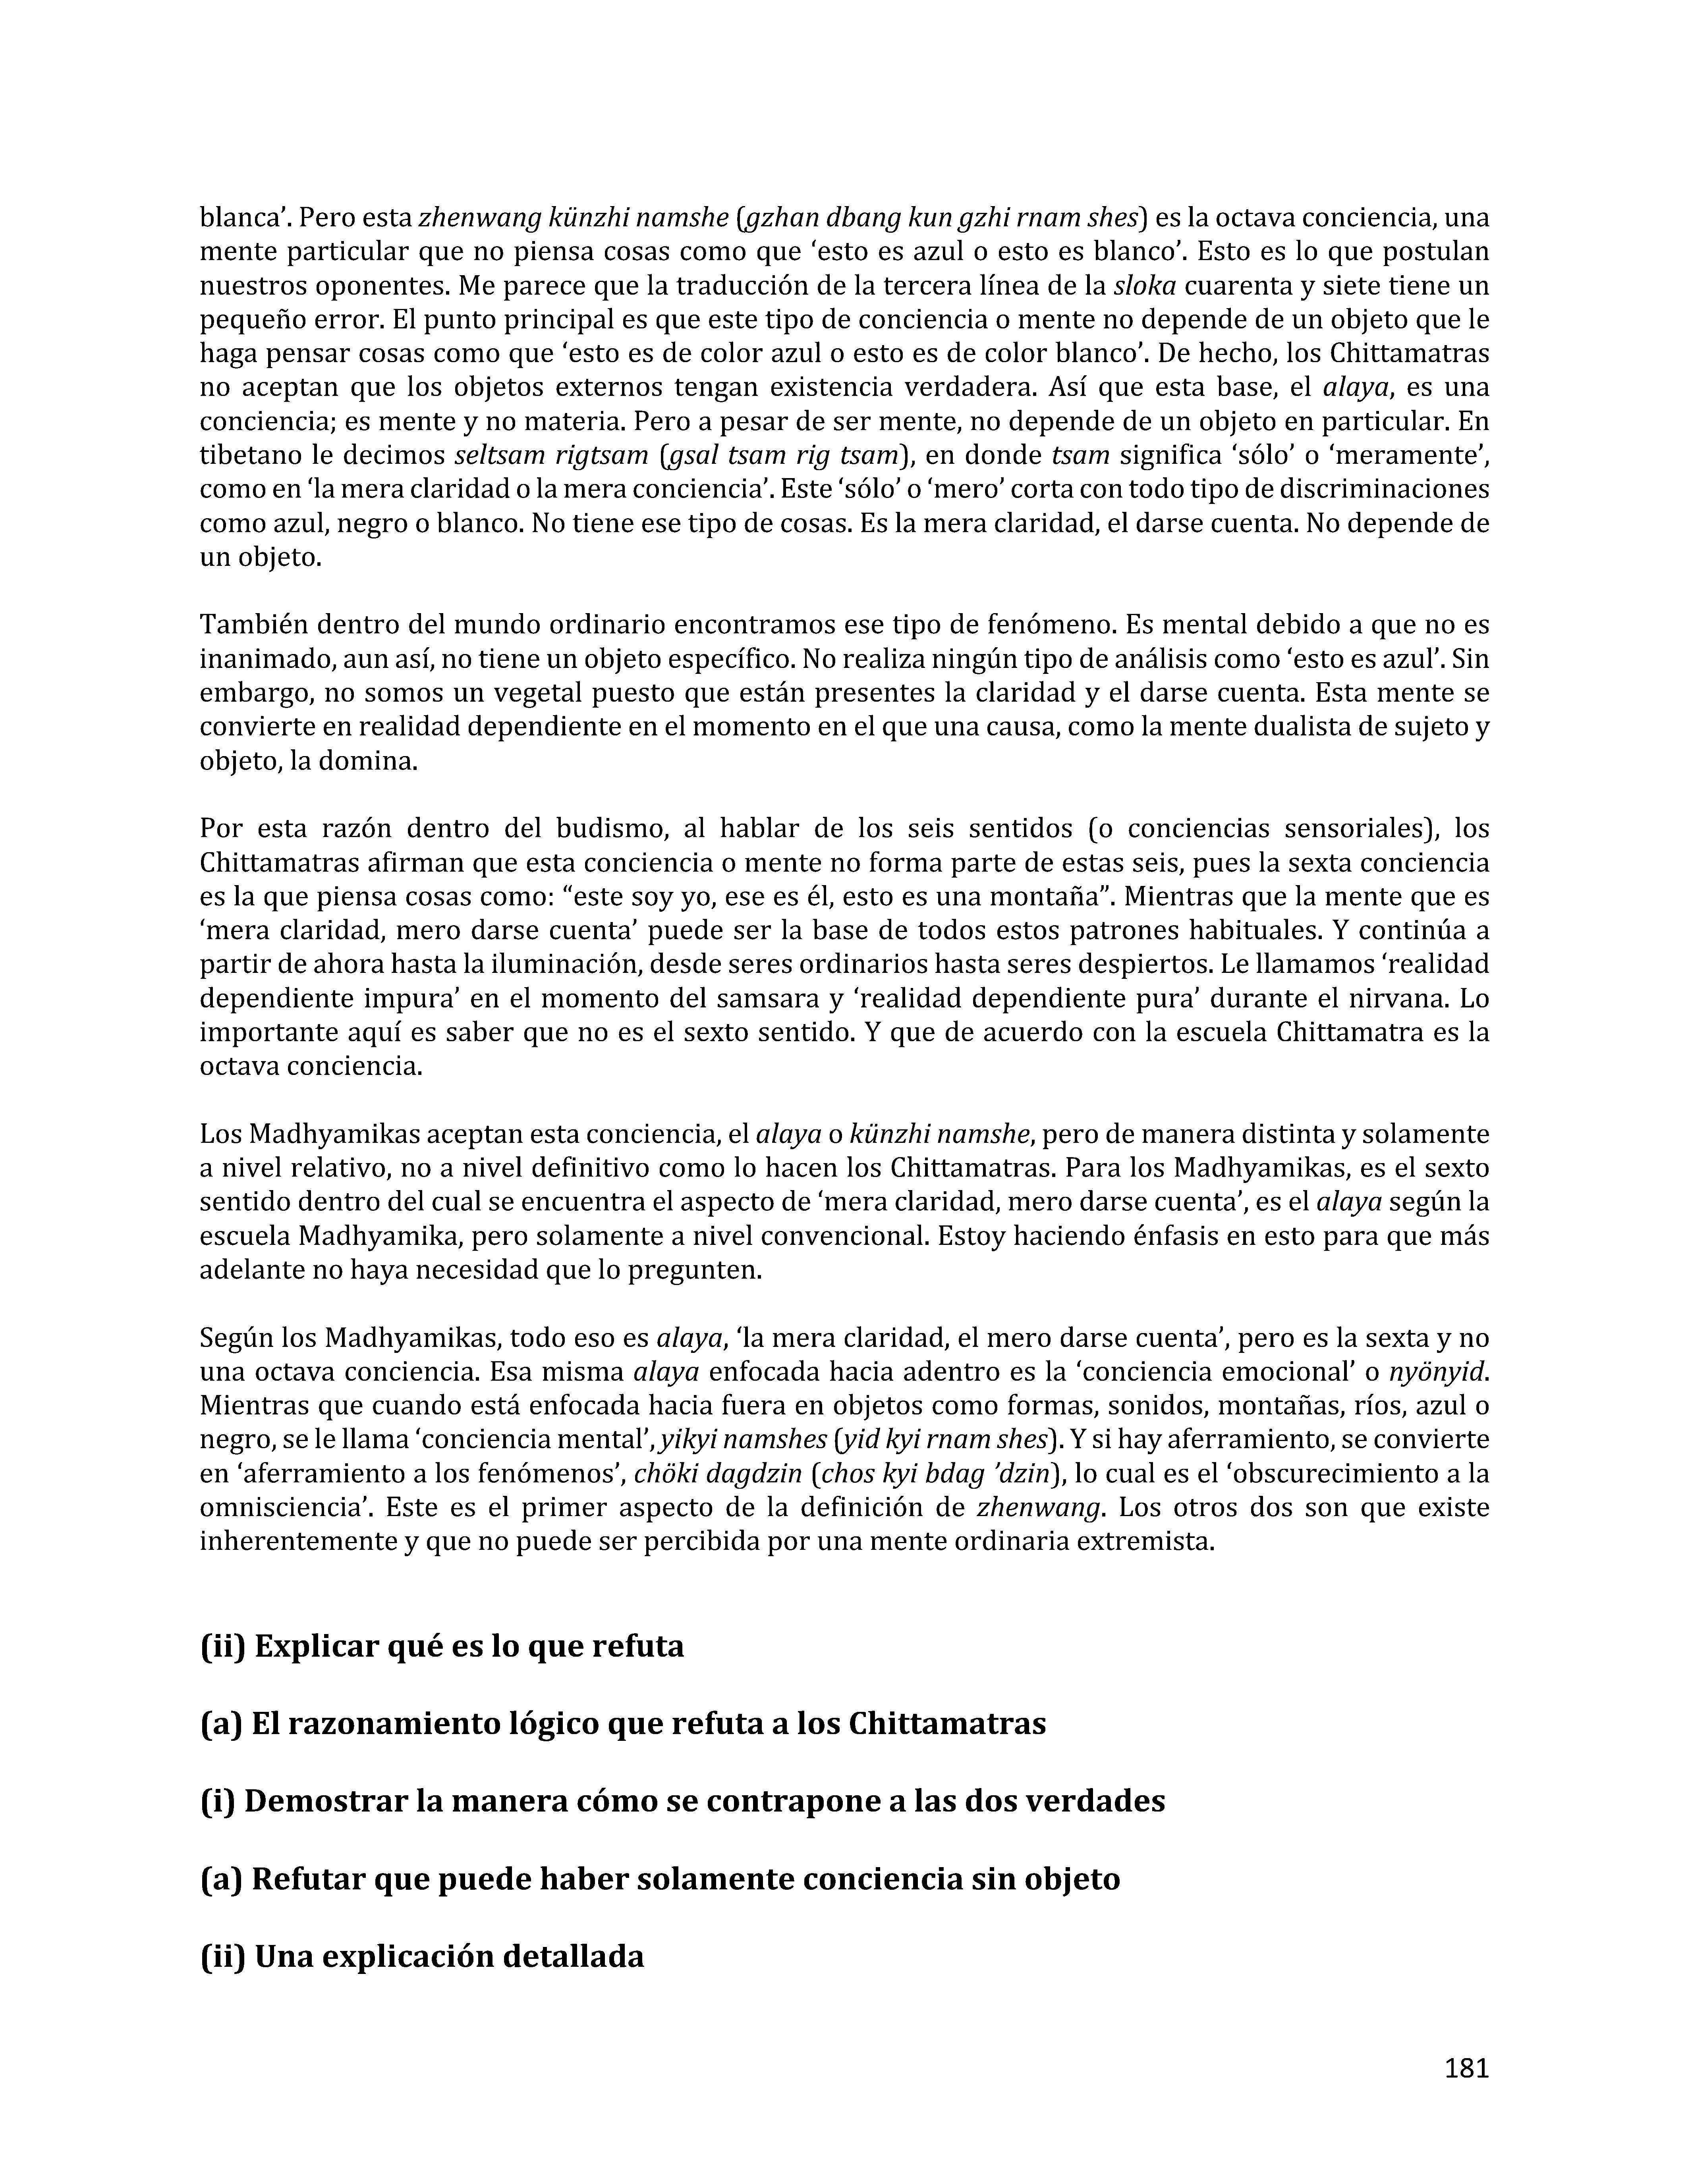 blanca’. Pero esta zhenwang künzhi namshe (gzhan dbang kun gzhi rnam shes) es la octava conciencia, una
mente particular que no piensa cosas como que ‘esto es azul o esto es blanco’. Esto es lo que postulan
nuestros oponentes. Me parece que la traducción de la tercera línea de la sloka cuarenta y siete tiene un
pequeño error. El punto principal es que este tipo de conciencia o mente no depende de un objeto que le
haga pensar cosas como que ‘esto es de color azul o esto es de color blanco’. De hecho, los Chittamatras
no aceptan que los objetos externos tengan existencia verdadera. Así que esta base, el alaya, es una
conciencia; es mente y no materia. Pero a pesar de ser mente, no depende de un objeto en particular. En
tibetano le decimos seltsam rigtsam (gsal tsam rig tsam), en donde tsam significa ‘sólo’ o ‘meramente’,
como en ‘la mera claridad o la mera conciencia’. Este ‘sólo’ o ‘mero’ corta con todo tipo de discriminaciones
como azul, negro o blanco. No tiene ese tipo de cosas. Es la mera claridad, el darse cuenta. No depende de
un objeto.
También dentro del mundo ordinario encontramos ese tipo de fenómeno. Es mental debido a que no es
inanimado, aun así, no tiene un objeto específico. No realiza ningún tipo de análisis como ‘esto es azul’. Sin
embargo, no somos un vegetal puesto que están presentes la claridad y el darse cuenta. Esta mente se
convierte en realidad dependiente en el momento en el que una causa, como la mente dualista de sujeto y
objeto, la domina.
Por esta razón dentro del budismo, al hablar de los seis sentidos (o conciencias sensoriales), los
Chittamatras afirman que esta conciencia o mente no forma parte de estas seis, pues la sexta conciencia
es la que piensa cosas como: “este soy yo, ese es él, esto es una montaña”. Mientras que la mente que es
‘mera claridad, mero darse cuenta’ puede ser la base de todos estos patrones habituales. Y continúa a
partir de ahora hasta la iluminación, desde seres ordinarios hasta seres despiertos. Le llamamos ‘realidad
dependiente impura’ en el momento del samsara y ‘realidad dependiente pura’ durante el nirvana. Lo
importante aquí es saber que no es el sexto sentido. Y que de acuerdo con la escuela Chittamatra es la
octava conciencia.
Los Madhyamikas aceptan esta conciencia, el alaya o künzhi namshe, pero de manera distinta y solamente
a nivel relativo, no a nivel definitivo como lo hacen los Chittamatras. Para los Madhyamikas, es el sexto
sentido dentro del cual se encuentra el aspecto de ‘mera claridad, mero darse cuenta’, es el alaya según la
escuela Madhyamika, pero solamente a nivel convencional. Estoy haciendo énfasis en esto para que más
adelante no haya necesidad que lo pregunten.
Según los Madhyamikas, todo eso es alaya, ‘la mera claridad, el mero darse cuenta’, pero es la sexta y no
una octava conciencia. Esa misma alaya enfocada hacia adentro es la ‘conciencia emocional’ o nyönyid.
Mientras que cuando está enfocada hacia fuera en objetos como formas, sonidos, montañas, ríos, azul o
negro, se le llama ‘conciencia mental’, yikyi namshes (yid kyi rnam shes). Y si hay aferramiento, se convierte
en ‘aferramiento a los fenómenos’, chöki dagdzin (chos kyi bdag ’dzin), lo cual es el ‘obscurecimiento a la
omnisciencia’. Este es el primer aspecto de la definición de zhenwang. Los otros dos son que existe
inherentemente y que no puede ser percibida por una mente ordinaria extremista.
(ii) Explicar qué es lo que refuta
(a) El razonamiento lógico que refuta a los Chittamatras
(i) Demostrar la manera cómo se contrapone a las dos verdades
(a) Refutar que puede haber solamente conciencia sin objeto
(ii) Una explicación detallada
181